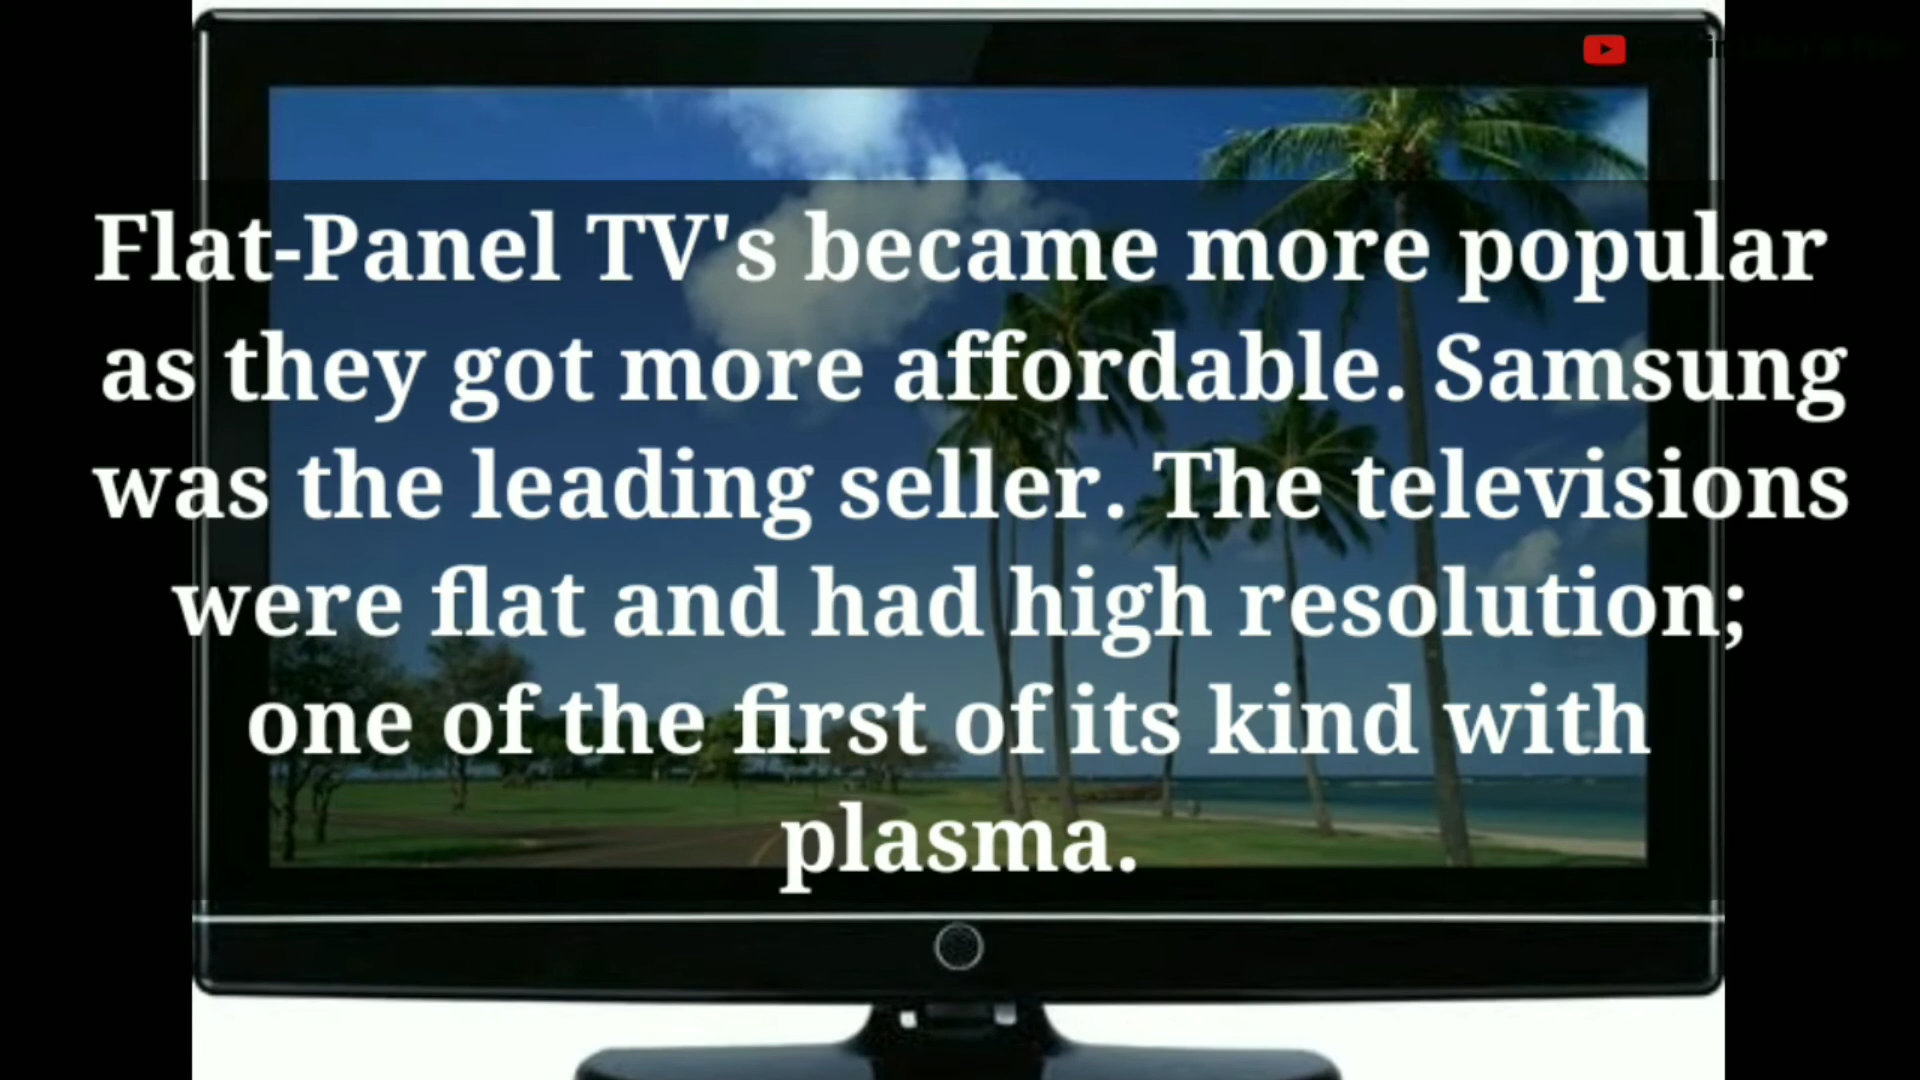 Flat-Panel TV's became more popular
as they got more affordable. Samsung
was the leading seller. The televisions
were flat and had high resolution;
one of the first of its kind with
plasma.